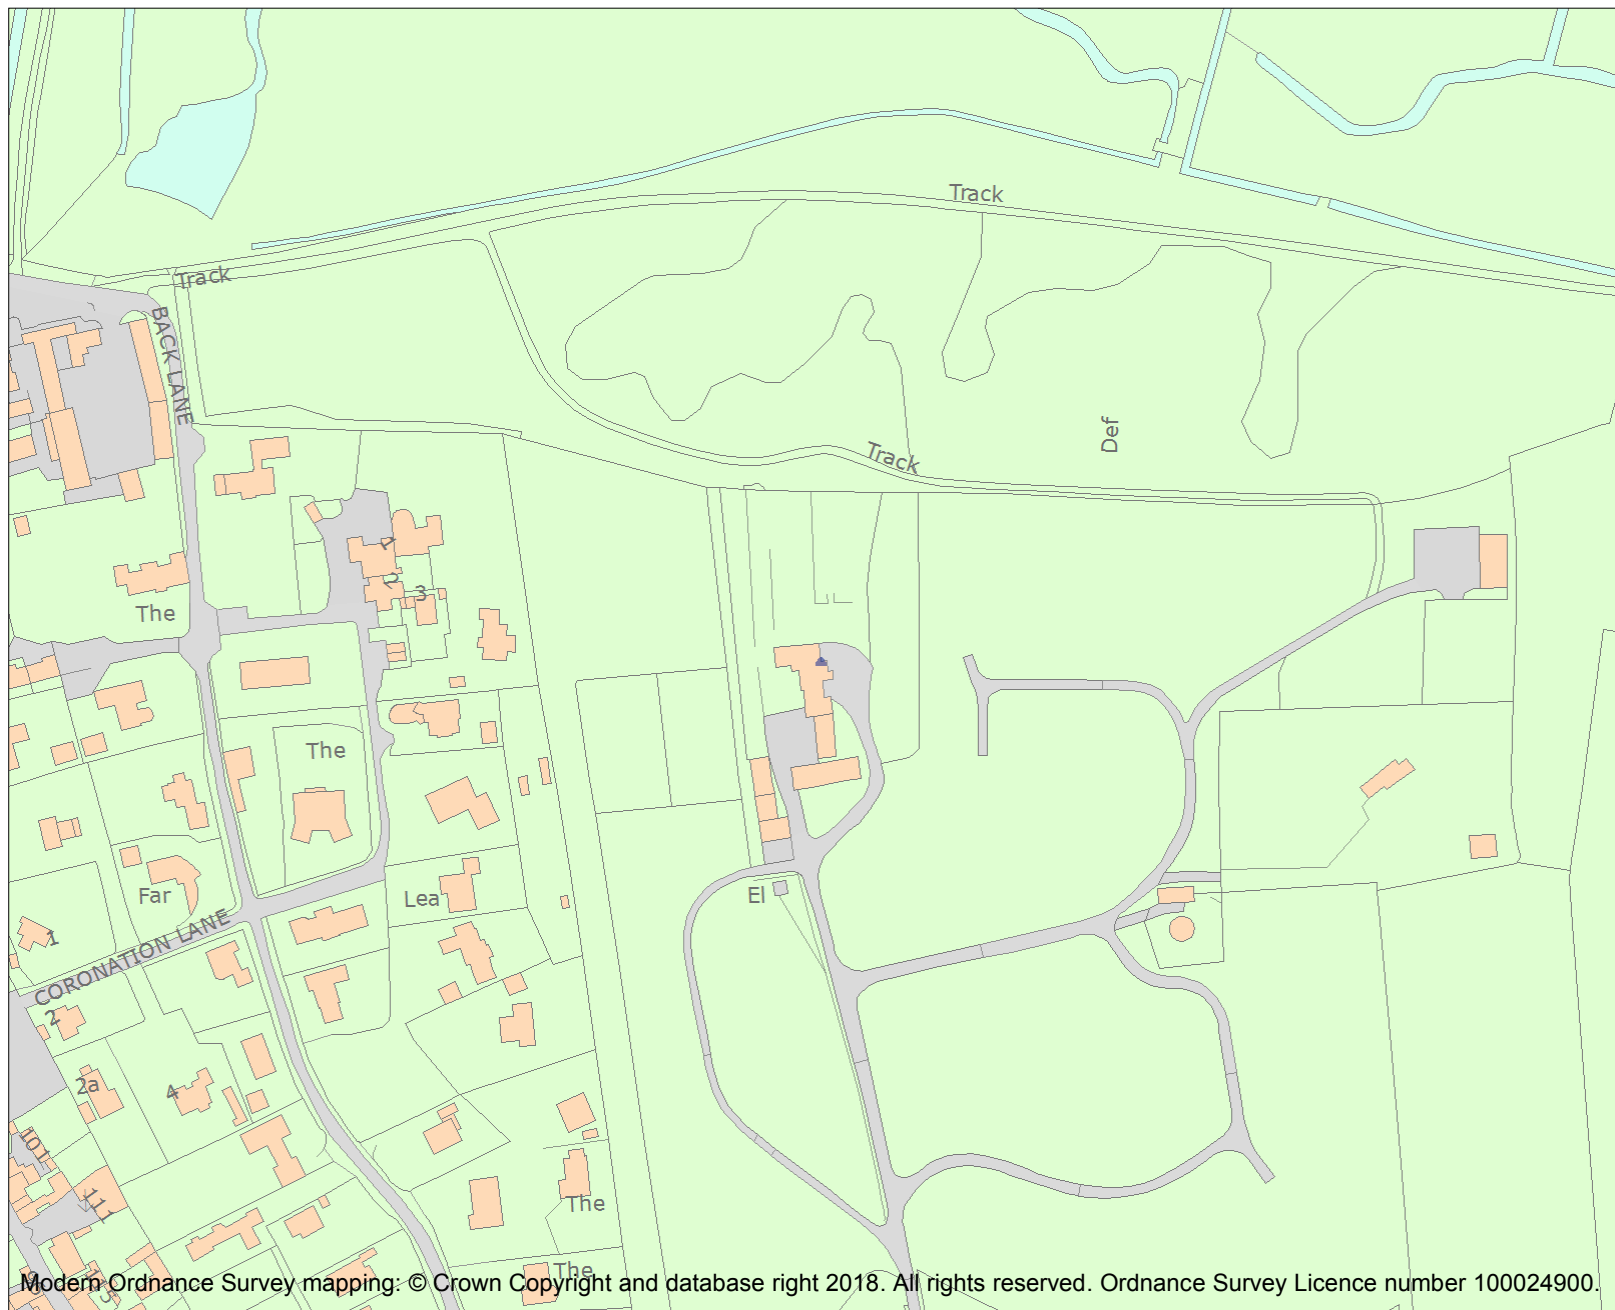 Track
Track
BACK LANE
Def
Track
1
2
3
The
The
Far
Lea
El
1
CORONATION LANE
2
2a
4
101
111
The
The
115
Modern Ordnance Survey mapping: © Crown Copyright and database right 2018. All rights reserved. Ordnance Survey Licence number 100024900.